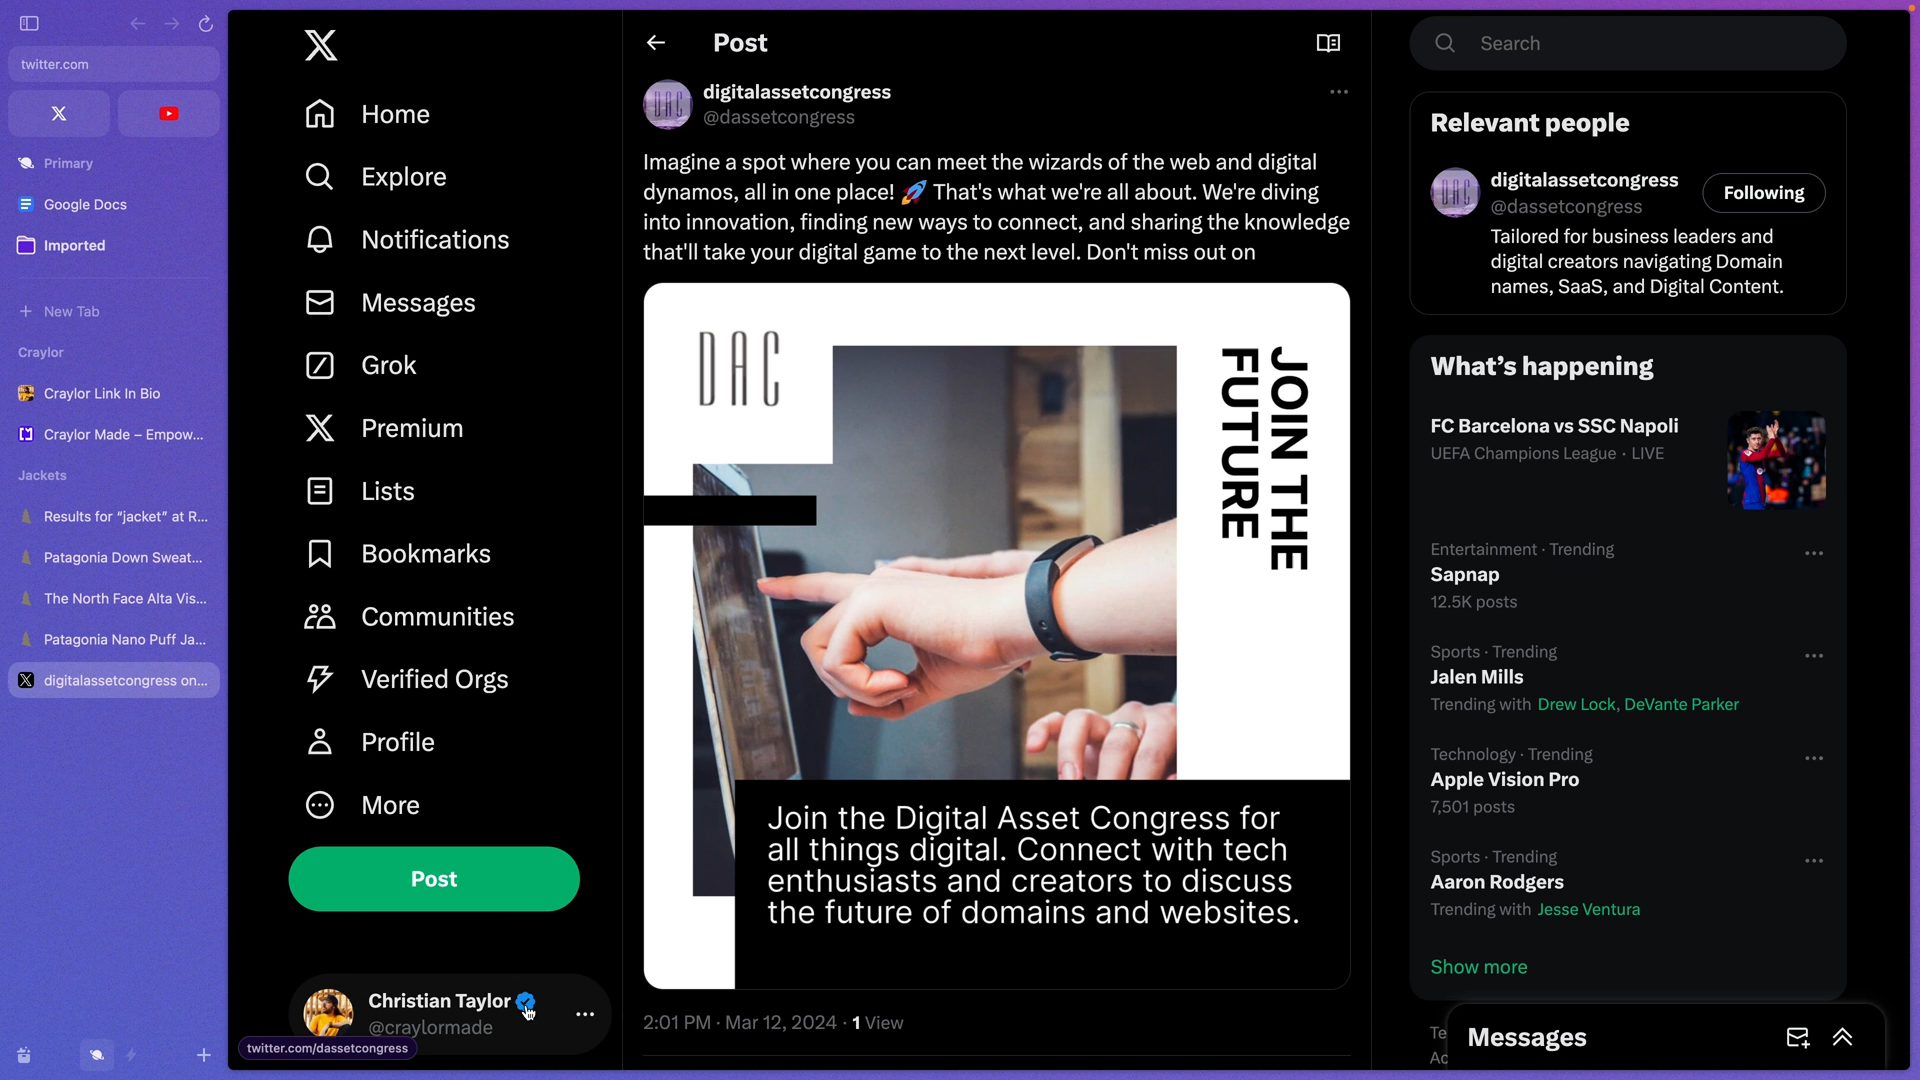 twitter.com
Primary
Google Docs
Imported
New Tab
Craylor
Craylor Link In Bio
Craylor Made – Empow...
Jackets
Results for “jacket” at R...
Patagonia Down Sweat...
The North Face Alta Vis...
Patagonia Nano Puff Ja...
digitalassetcongress on...
Home
Explore
Notifications
Messages
Grok
Premium
Lists
Bookmarks
Communities
Verified Orgs
Profile
More
Post
Christian Taylor
@craylormade
twitter.com/dassetcongress
Post
digitalassetcongress
@dassetcongress
Imagine a spot where you can meet the wizards of the web and digital
dynamos, all in one place! 🚀 That's what we're all about. We're diving
into innovation, finding new ways to connect, and sharing the knowledge
that'll take your digital game to the next level. Don't miss out on
DAC
JOIN THE
FUTURE
Join the Digital Asset Congress for
all things digital. Connect with tech
enthusiasts and creators to discuss
the future of domains and websites.
2:01 PM · Mar 12, 2024 · 1 View
Search
Relevant people
digitalassetcongress
@dassetcongress
Following
Tailored for business leaders and
digital creators navigating Domain
names, SaaS, and Digital Content.
What’s happening
FC Barcelona vs SSC Napoli
UEFA Champions League · LIVE
Entertainment · Trending
Sapnap
12.5K posts
Sports · Trending
Jalen Mills
Trending with Drew Lock, DeVante Parker
Technology · Trending
Apple Vision Pro
7,501 posts
Sports · Trending
Aaron Rodgers
Trending with Jesse Ventura
Show more
Messages